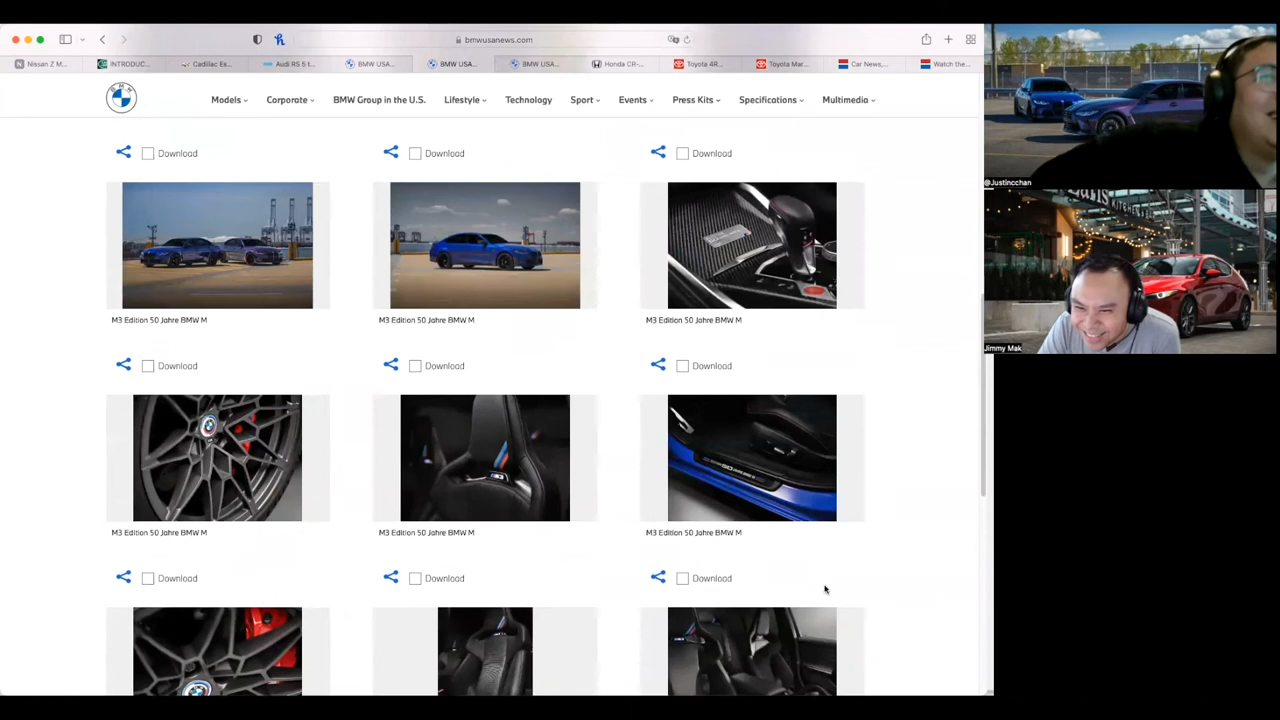 bmwusanews.com
Nissan Z M...
INTRODUC...
Cadillac Es...
Audi RS 5 t...
BMW USA...
BMW USA...
BMW USA...
Honda CR-...
Toyota 4R...
Toyota Mar...
Car News,...
Watch the...
BMW
Models
Corporate
BMW Group in the U.S.
Lifestyle
Technology
Sport
Events
Press Kits
Specifications
Multimedia
Download
Download
Download
M3 Edition 50 Jahre BMW M
M3 Edition 50 Jahre BMW M
M3 Edition 50 Jahre BMW M
Download
Download
Download
M3 Edition 50 Jahre BMW M
M3 Edition 50 Jahre BMW M
M3 Edition 50 Jahre BMW M
Download
Download
Download
@Justincchan
KITCHEN
Jimmy Mak